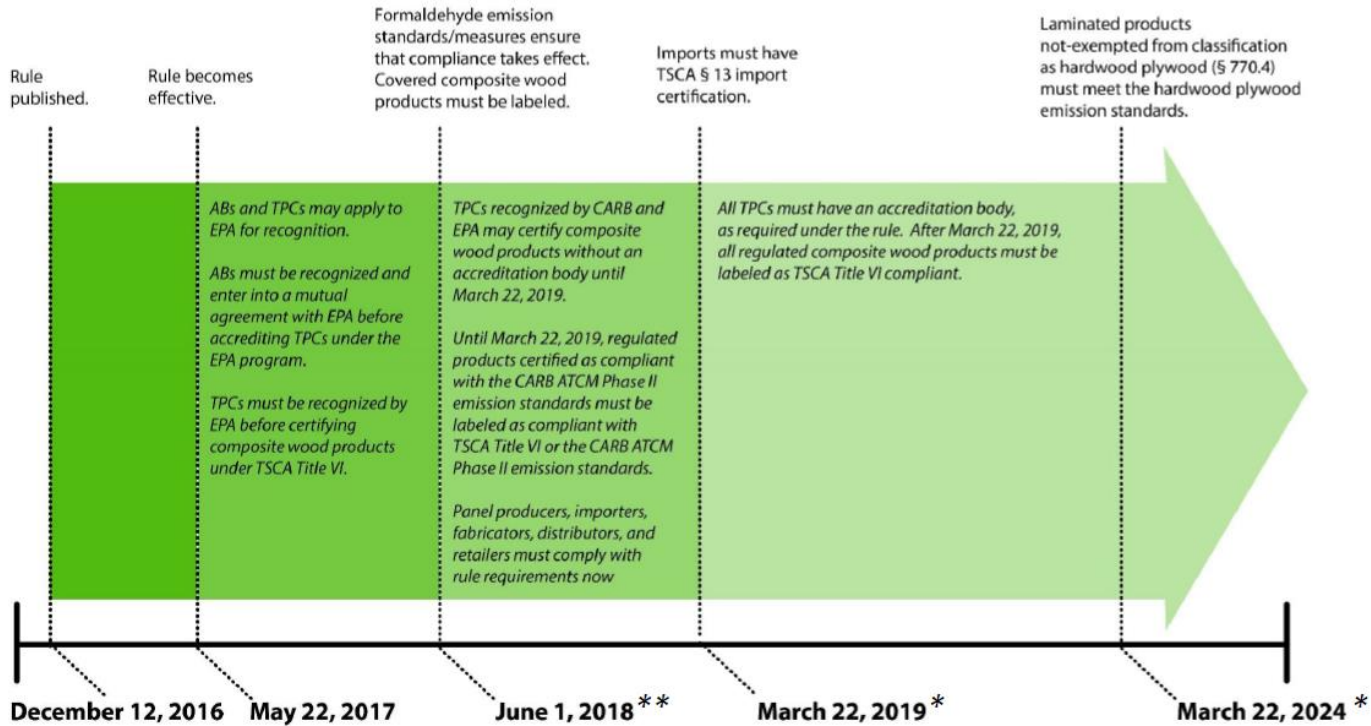 Rule
published.
Rule becomes
effective.
Formaldehyde emission
standards/measures ensure
that compliance takes effect.
Covered composite wood
products must be labeled.
Imports must have
TSCA § 13 import
certification.
Laminated products
not-exempted from classification
as hardwood plywood (§ 770.4)
must meet the hardwood plywood
emission standards.
ABs and TPCs may apply to
EPA for recognition.
ABs must be recognized and
enter into a mutual
agreement with EPA before
accrediting TPCs under the
EPA program.
TPCs must be recognized by
EPA before certifying
composite wood products
under TSCA Title VI.
TPCs recognized by CARB and
EPA may certify composite
wood products without an
accreditation body until
March 22, 2019.
Until March 22, 2019, regulated
products certified as compliant
with the CARB ATCM Phase II
emission standards must be
labeled as compliant with
TSCA Title VI or the CARB ATCM
Phase II emission standards.
Panel producers, importers,
fabricators, distributors, and
retailers must comply with
rule requirements now
All TPCs must have an accreditation body,
as required under the rule. After March 22, 2019,
all regulated composite wood products must be
labeled as TSCA Title VI compliant.
December 12, 2016
May 22, 2017
June 1, 2018**
March 22, 2019*
March 22, 2024*